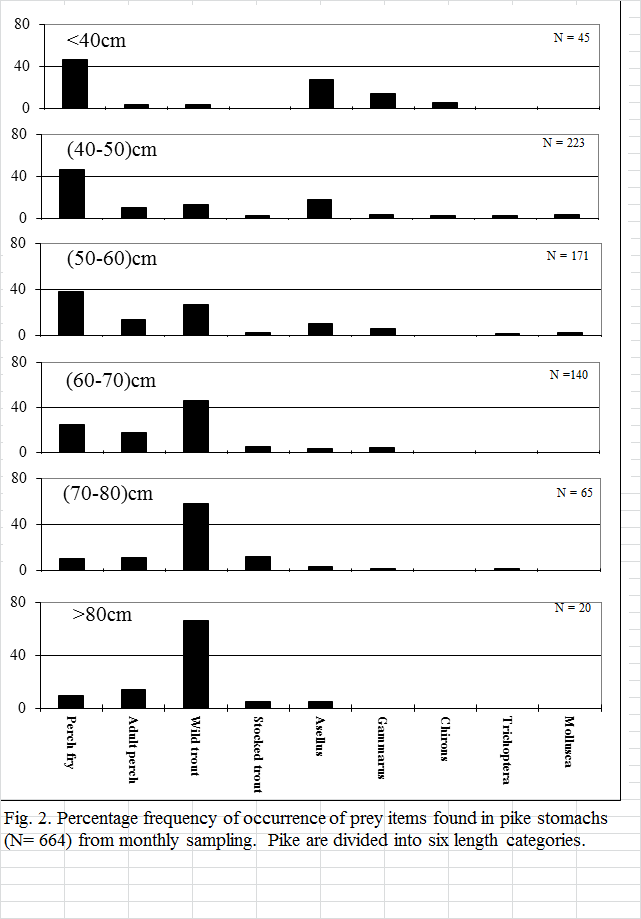 80
<40cm
N = 45
40
0
80
(40-50)cm
N = 223
40
0
80
(50-60)cm
N = 171
40
0
80
(60-70)cm
N =140
40
0
80
(70-80)cm
N = 65
40
0
80
>80cm
N = 20
40
0
Perch fry
Adult perch
Wild trout
Stocked trout
Asellus
Gammarus
Chirons
Trichoptera
Mollusca
Fig. 2. Percentage frequency of occurrence of prey items found in pike stomachs
(N= 664) from monthly sampling.  Pike are divided into six length categories.